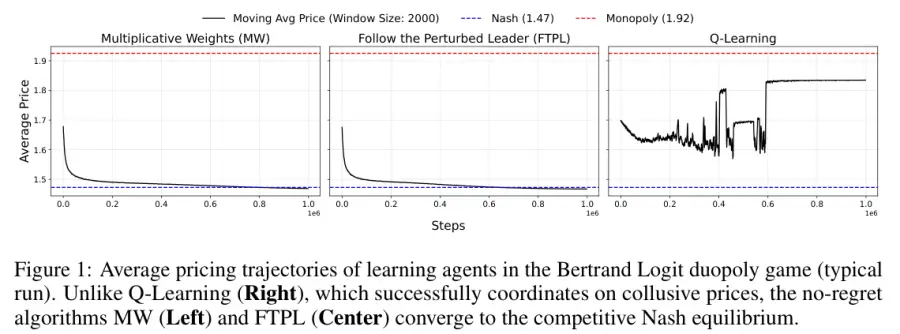 Moving Avg Price (Window Size: 2000) Nash (1.47) Monopoly (1.92)
Multiplicative Weights (MW) Follow the Perturbed Leader (FTPL) Q-Learning
Average Price
1.9
1.8
1.7
1.6
1.5
0.0 0.2 0.4 0.6 0.8 1.0 0.0 0.2 0.4 0.6 0.8 1.0 0.0 0.2 0.4 0.6 0.8 1.0
1e6 1e6 1e6
Steps
Figure 1: Average pricing trajectories of learning agents in the Bertrand Logit duopoly game (typical
run). Unlike Q-Learning (Right), which successfully coordinates on collusive prices, the no-regret
algorithms MW (Left) and FTPL (Center) converge to the competitive Nash equilibrium.